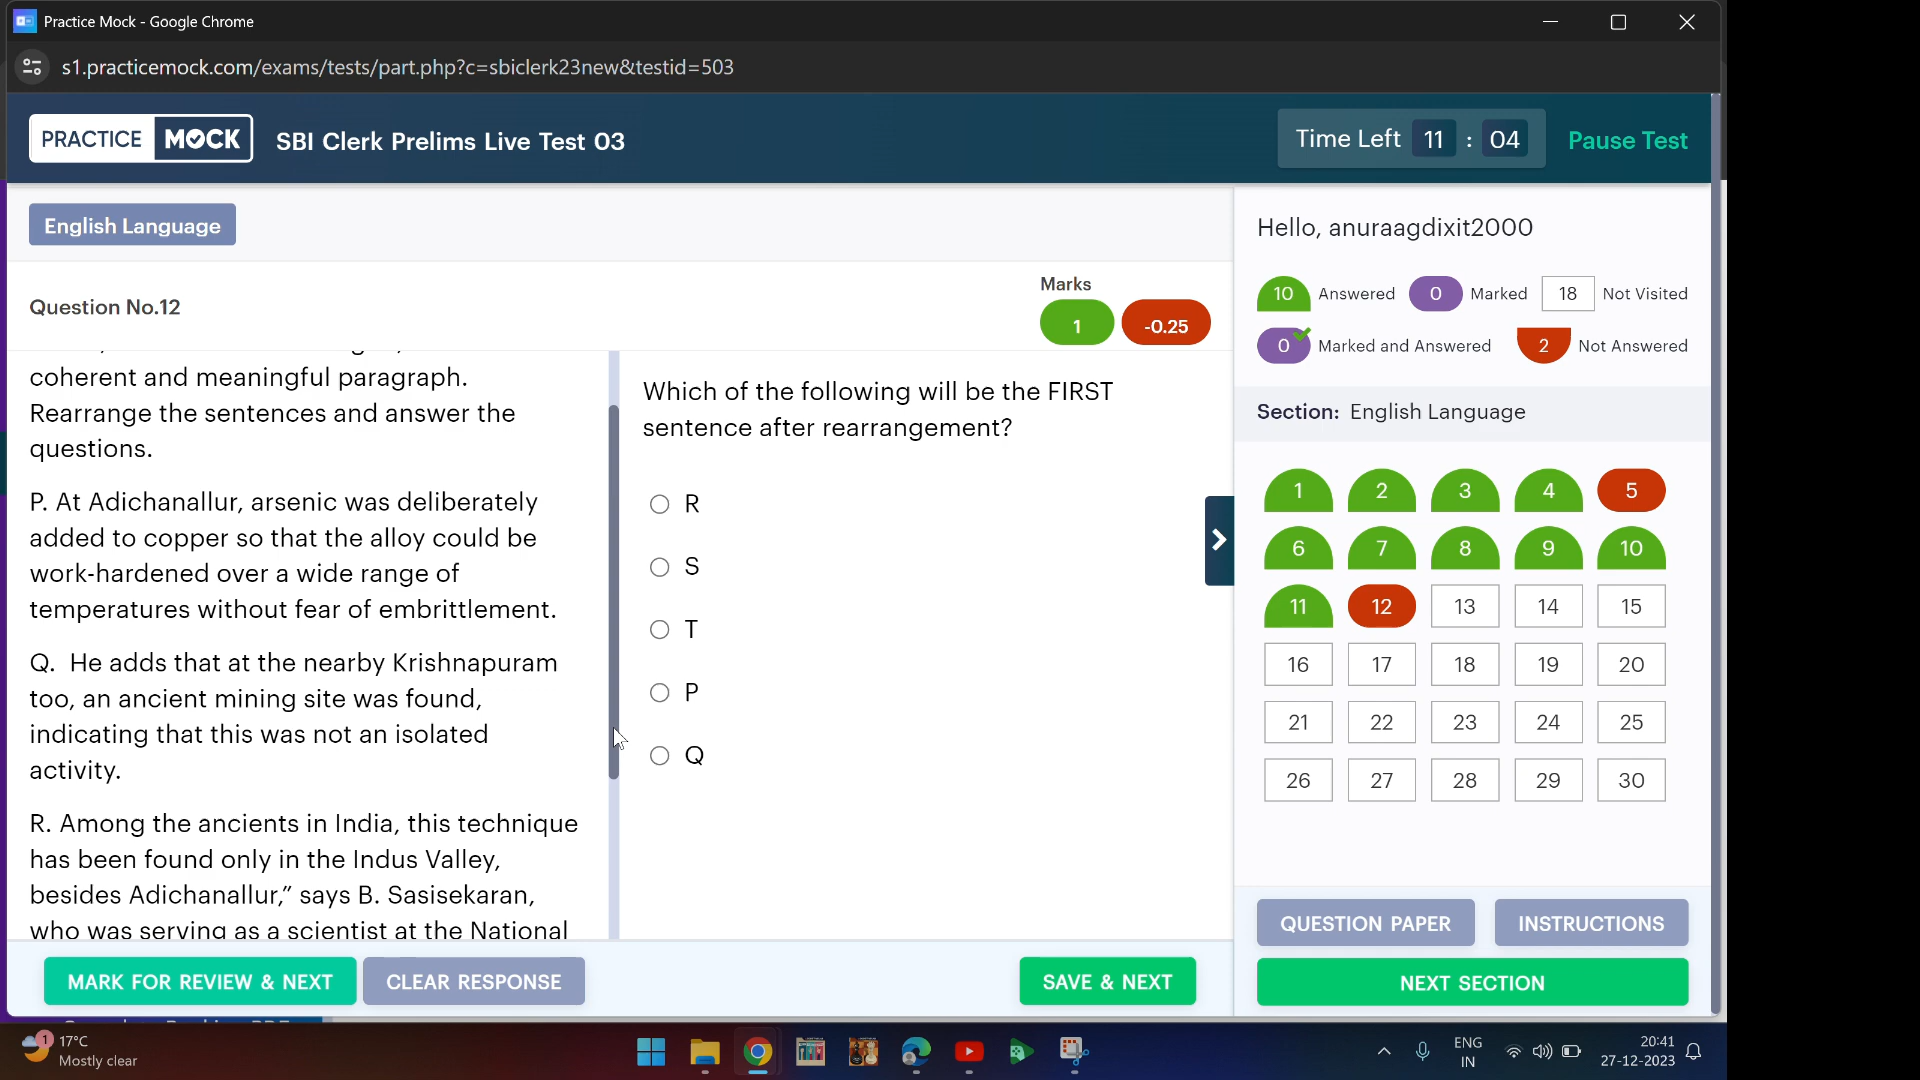 Practice Mock - Google Chrome
s1.practicemock.com/exams/tests/part.php?c=sbiclerk23new&testid=503
PRACTICE MOCK
SBI Clerk Prelims Live Test 03
Time Left 11 : 04
Pause Test
English Language
Question No.12
Marks
1 -0.25
coherent and meaningful paragraph.
Rearrange the sentences and answer the
questions.
P. At Adichanallur, arsenic was deliberately
added to copper so that the alloy could be
work-hardened over a wide range of
temperatures without fear of embrittlement.
Q. He adds that at the nearby Krishnapuram
too, an ancient mining site was found,
indicating that this was not an isolated
activity.
R. Among the ancients in India, this technique
has been found only in the Indus Valley,
besides Adichanallur,” says B. Sasisekaran,
who was serving as a scientist at the National
Which of the following will be the FIRST
sentence after rearrangement?
R
S
T
P
Q
MARK FOR REVIEW & NEXT
CLEAR RESPONSE
SAVE & NEXT
Hello, anuraagdixit2000
10 Answered 0 Marked 18 Not Visited
0 Marked and Answered 2 Not Answered
Section: English Language
1 2 3 4 5
6 7 8 9 10
11 12 13 14 15
16 17 18 19 20
21 22 23 24 25
26 27 28 29 30
QUESTION PAPER
INSTRUCTIONS
NEXT SECTION
1
17°C
Mostly clear
ENG
IN
20:41
27-12-2023